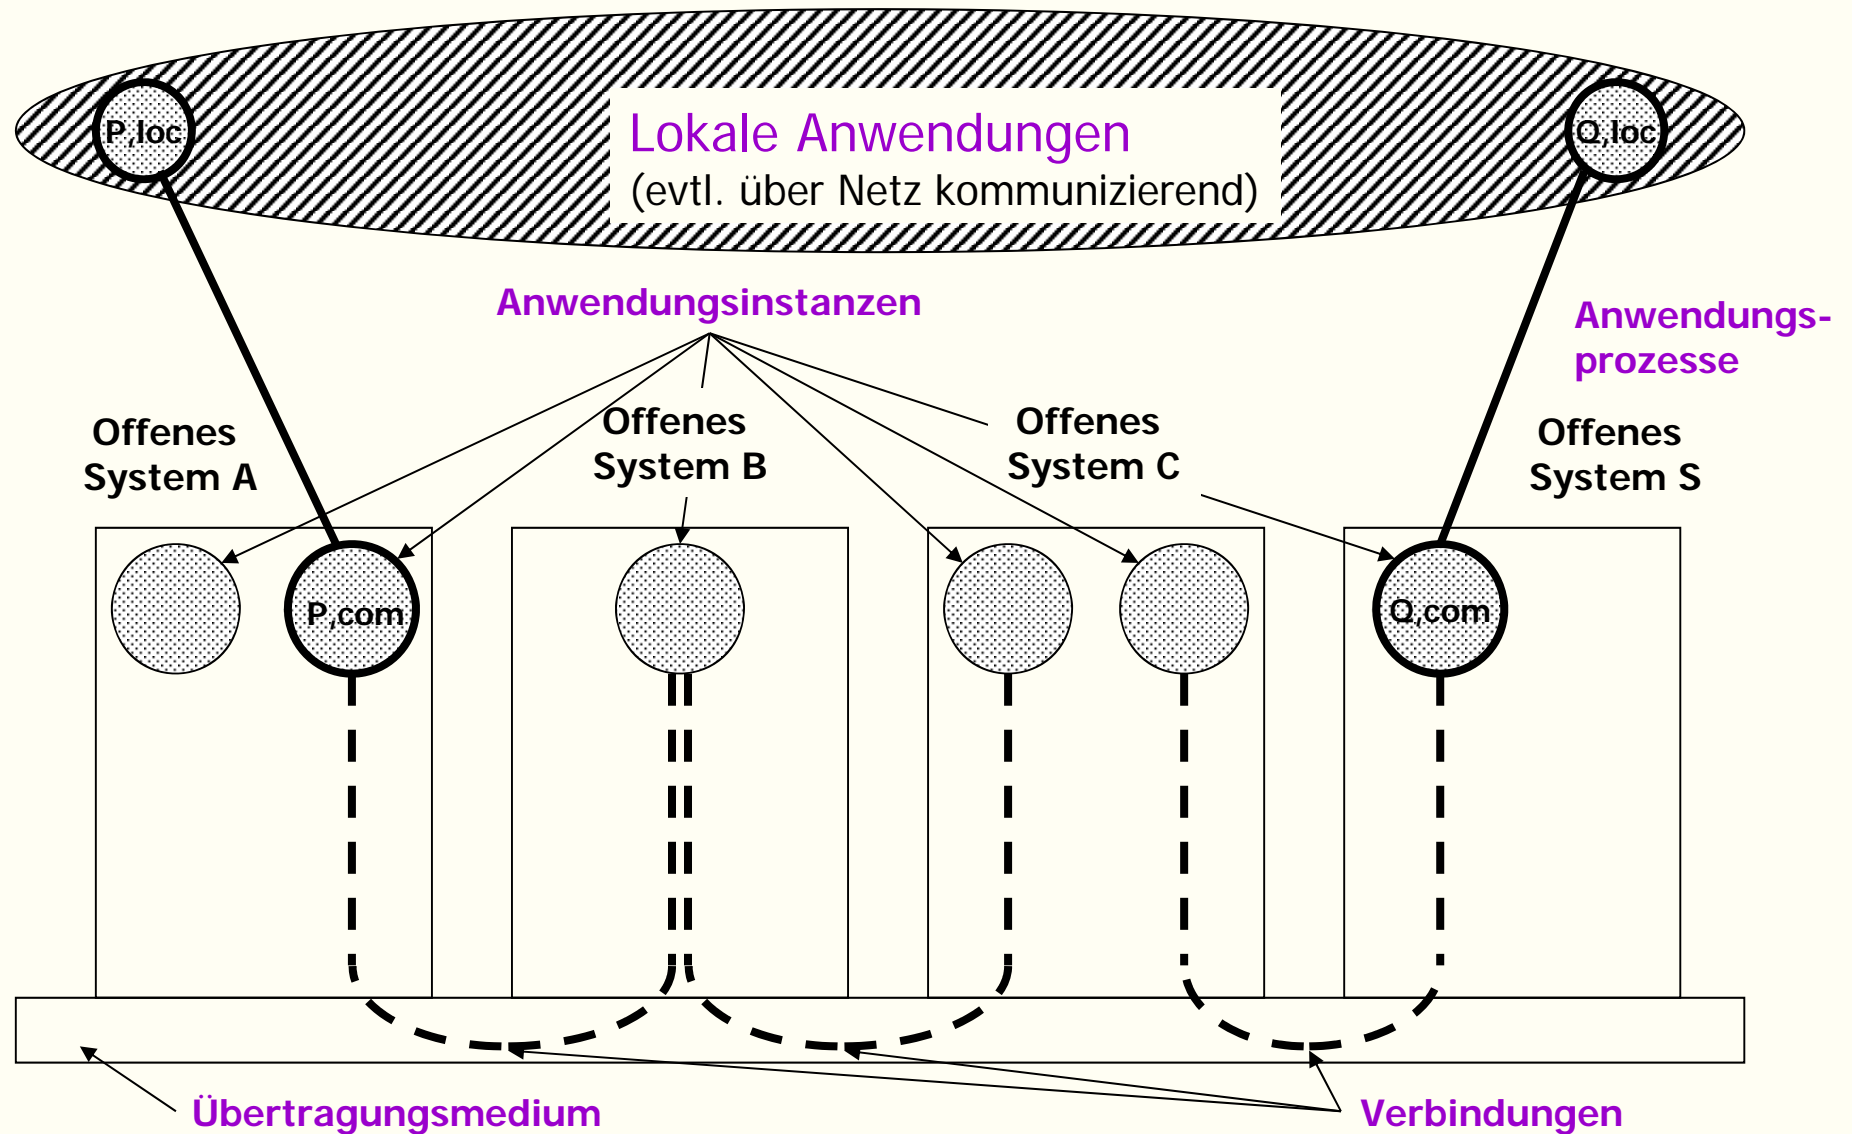 P,loc
Lokale Anwendungen
(evtl. über Netz kommunizierend)
Q,loc
Anwendungsinstanzen
Anwendungs-
prozesse
Offenes
System A
Offenes
System B
Offenes
System C
Offenes
System S
P,com
Q,com
Übertragungsmedium
Verbindungen